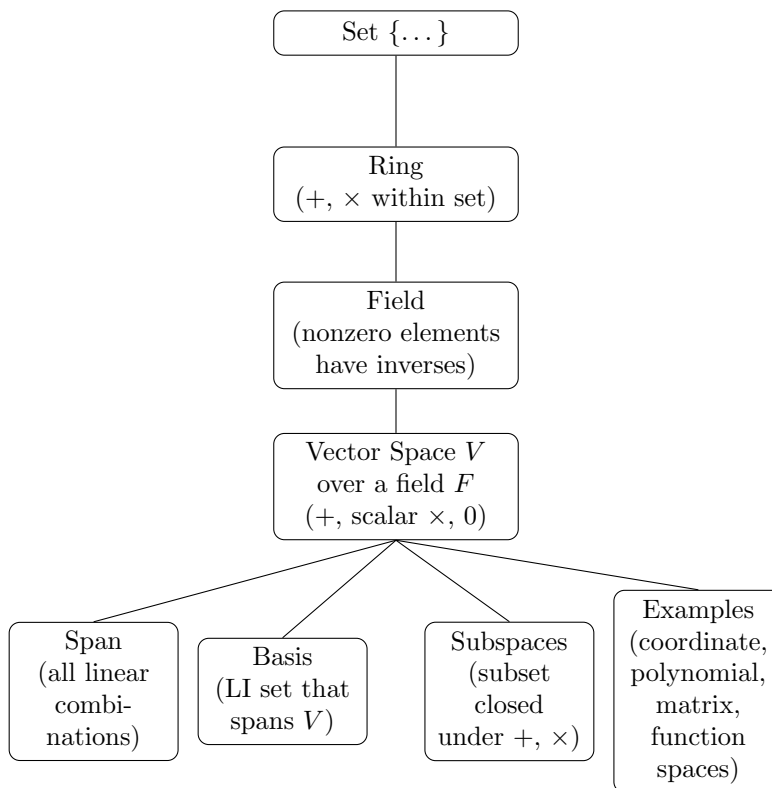 Set {...}
Ring
(+, × within set)
Field
(nonzero elements
have inverses)
Vector Space V
over a field F
(+, scalar ×, 0)
Span
(all linear
combi-
nations)
Basis
(LI set that
spans V)
Subspaces
(subset
closed
under +, ×)
Examples
(coordinate,
polynomial,
matrix,
function
spaces)